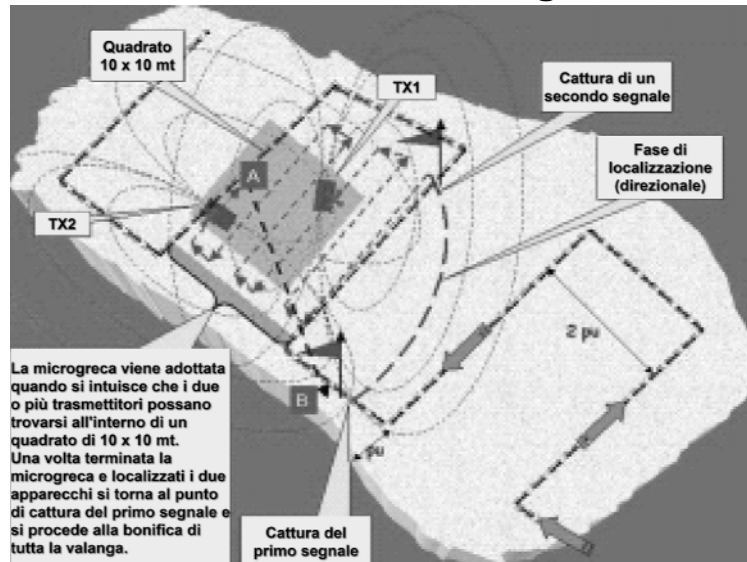 Quadrato
10 x 10 mt
TX1
Cattura di un
secondo segnale
Fase di
localizzazione
(direzionale)
A
TX2
2 pu
B
pu
La microgreca viene adottata
quando si intuisce che i due
o più trasmettitori possano
trovarsi all'interno di un
quadrato di 10 x 10 mt.
Una volta terminata la
microgreca e localizzati i due
apparecchi si torna al punto
di cattura del primo segnale e
si procede alla bonifica di
tutta la valanga.
Cattura del
primo segnale